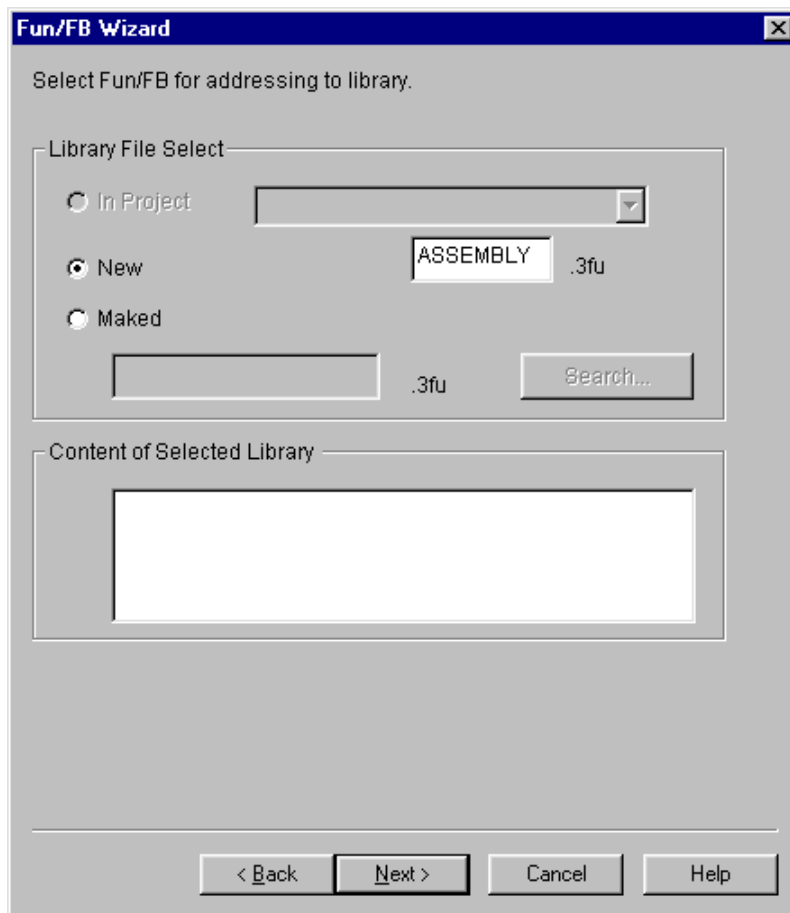 Fun/FB Wizard
Select Fun/FB for addressing to library.
Library File Select
In Project
New ASSEMBLY .3fu
Maked
.3fu Search...
Content of Selected Library
< Back Next > Cancel Help